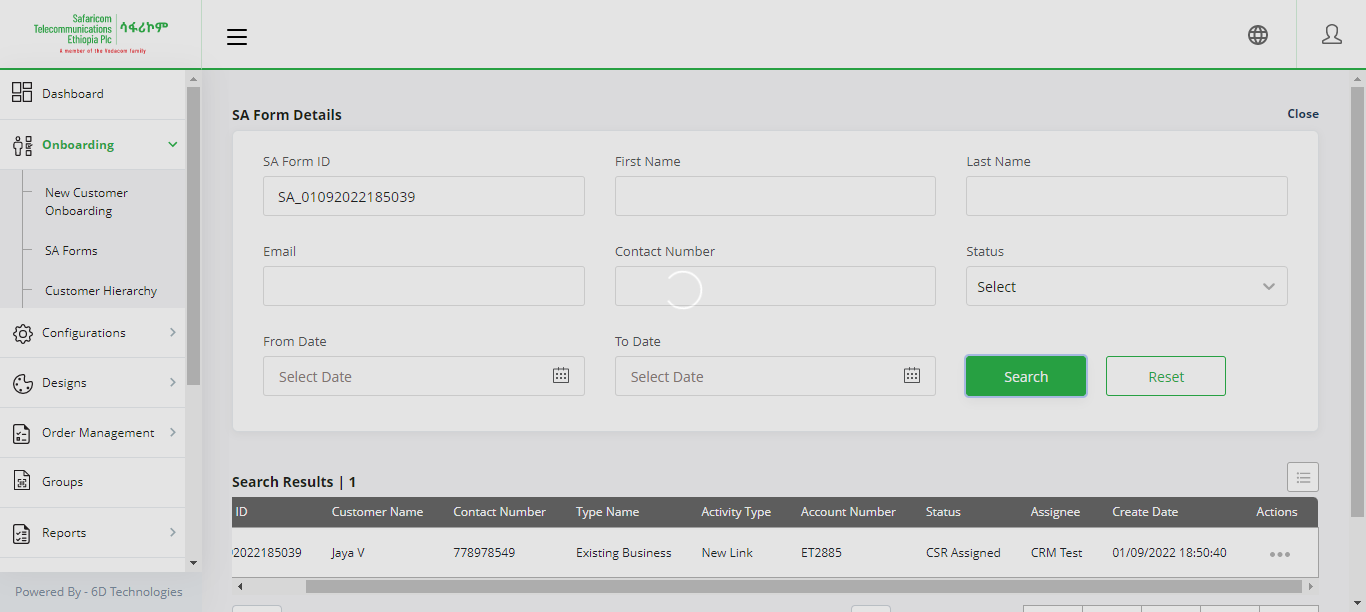 Safaricom
Telecommunications
Ethiopia Plc
ሳፋሪኮም
A member of the Vodacom family
Dashboard
Onboarding
New Customer
Onboarding
SA Forms
Customer Hierarchy
Configurations
Designs
Order Management
Groups
Reports
Powered By - 6D Technologies
SA Form Details
Close
SA Form ID
First Name
Last Name
SA_01092022185039
Email
Contact Number
Status
Select
From Date
To Date
Select Date
Select Date
Search
Reset
Search Results | 1
ID Customer Name Contact Number Type Name Activity Type Account Number Status Assignee Create Date Actions
2022185039 Jaya V 778978549 Existing Business New Link ET2885 CSR Assigned CRM Test 01/09/2022 18:50:40